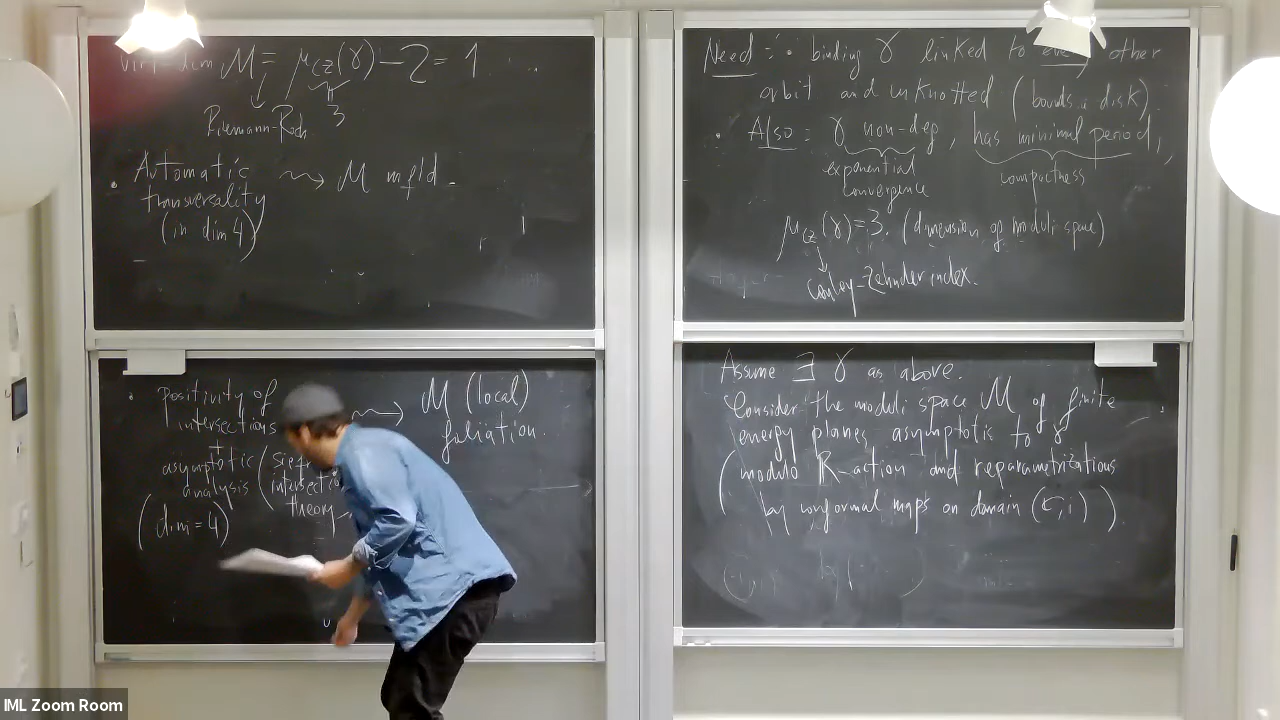 virt-dim M = μ_CZ(γ) - 2 = 1
3
Riemann-Roch
• Automatic ⇝ M mfld.
transversality
(in dim 4)
• positivity of
intersections
+
asymptotic
analysis
theory
(dim = 4)
⇝ M (local)
foliation.
Need: • binding γ linked to every other
orbit and unknotted (bounds a disk)
• Also: γ non-deg, has minimal period,
exponential
convergence
compactness
μ_CZ(γ)=3. (dimension of moduli space)
Conley-Zehnder index.
Assume ∃ γ as above.
Consider the moduli space M of finite
energy planes asymptotic to γ
(modulo ℝ-action and reparametrizations
by conformal maps on domain (ℂ,i)).
IML Zoom Room